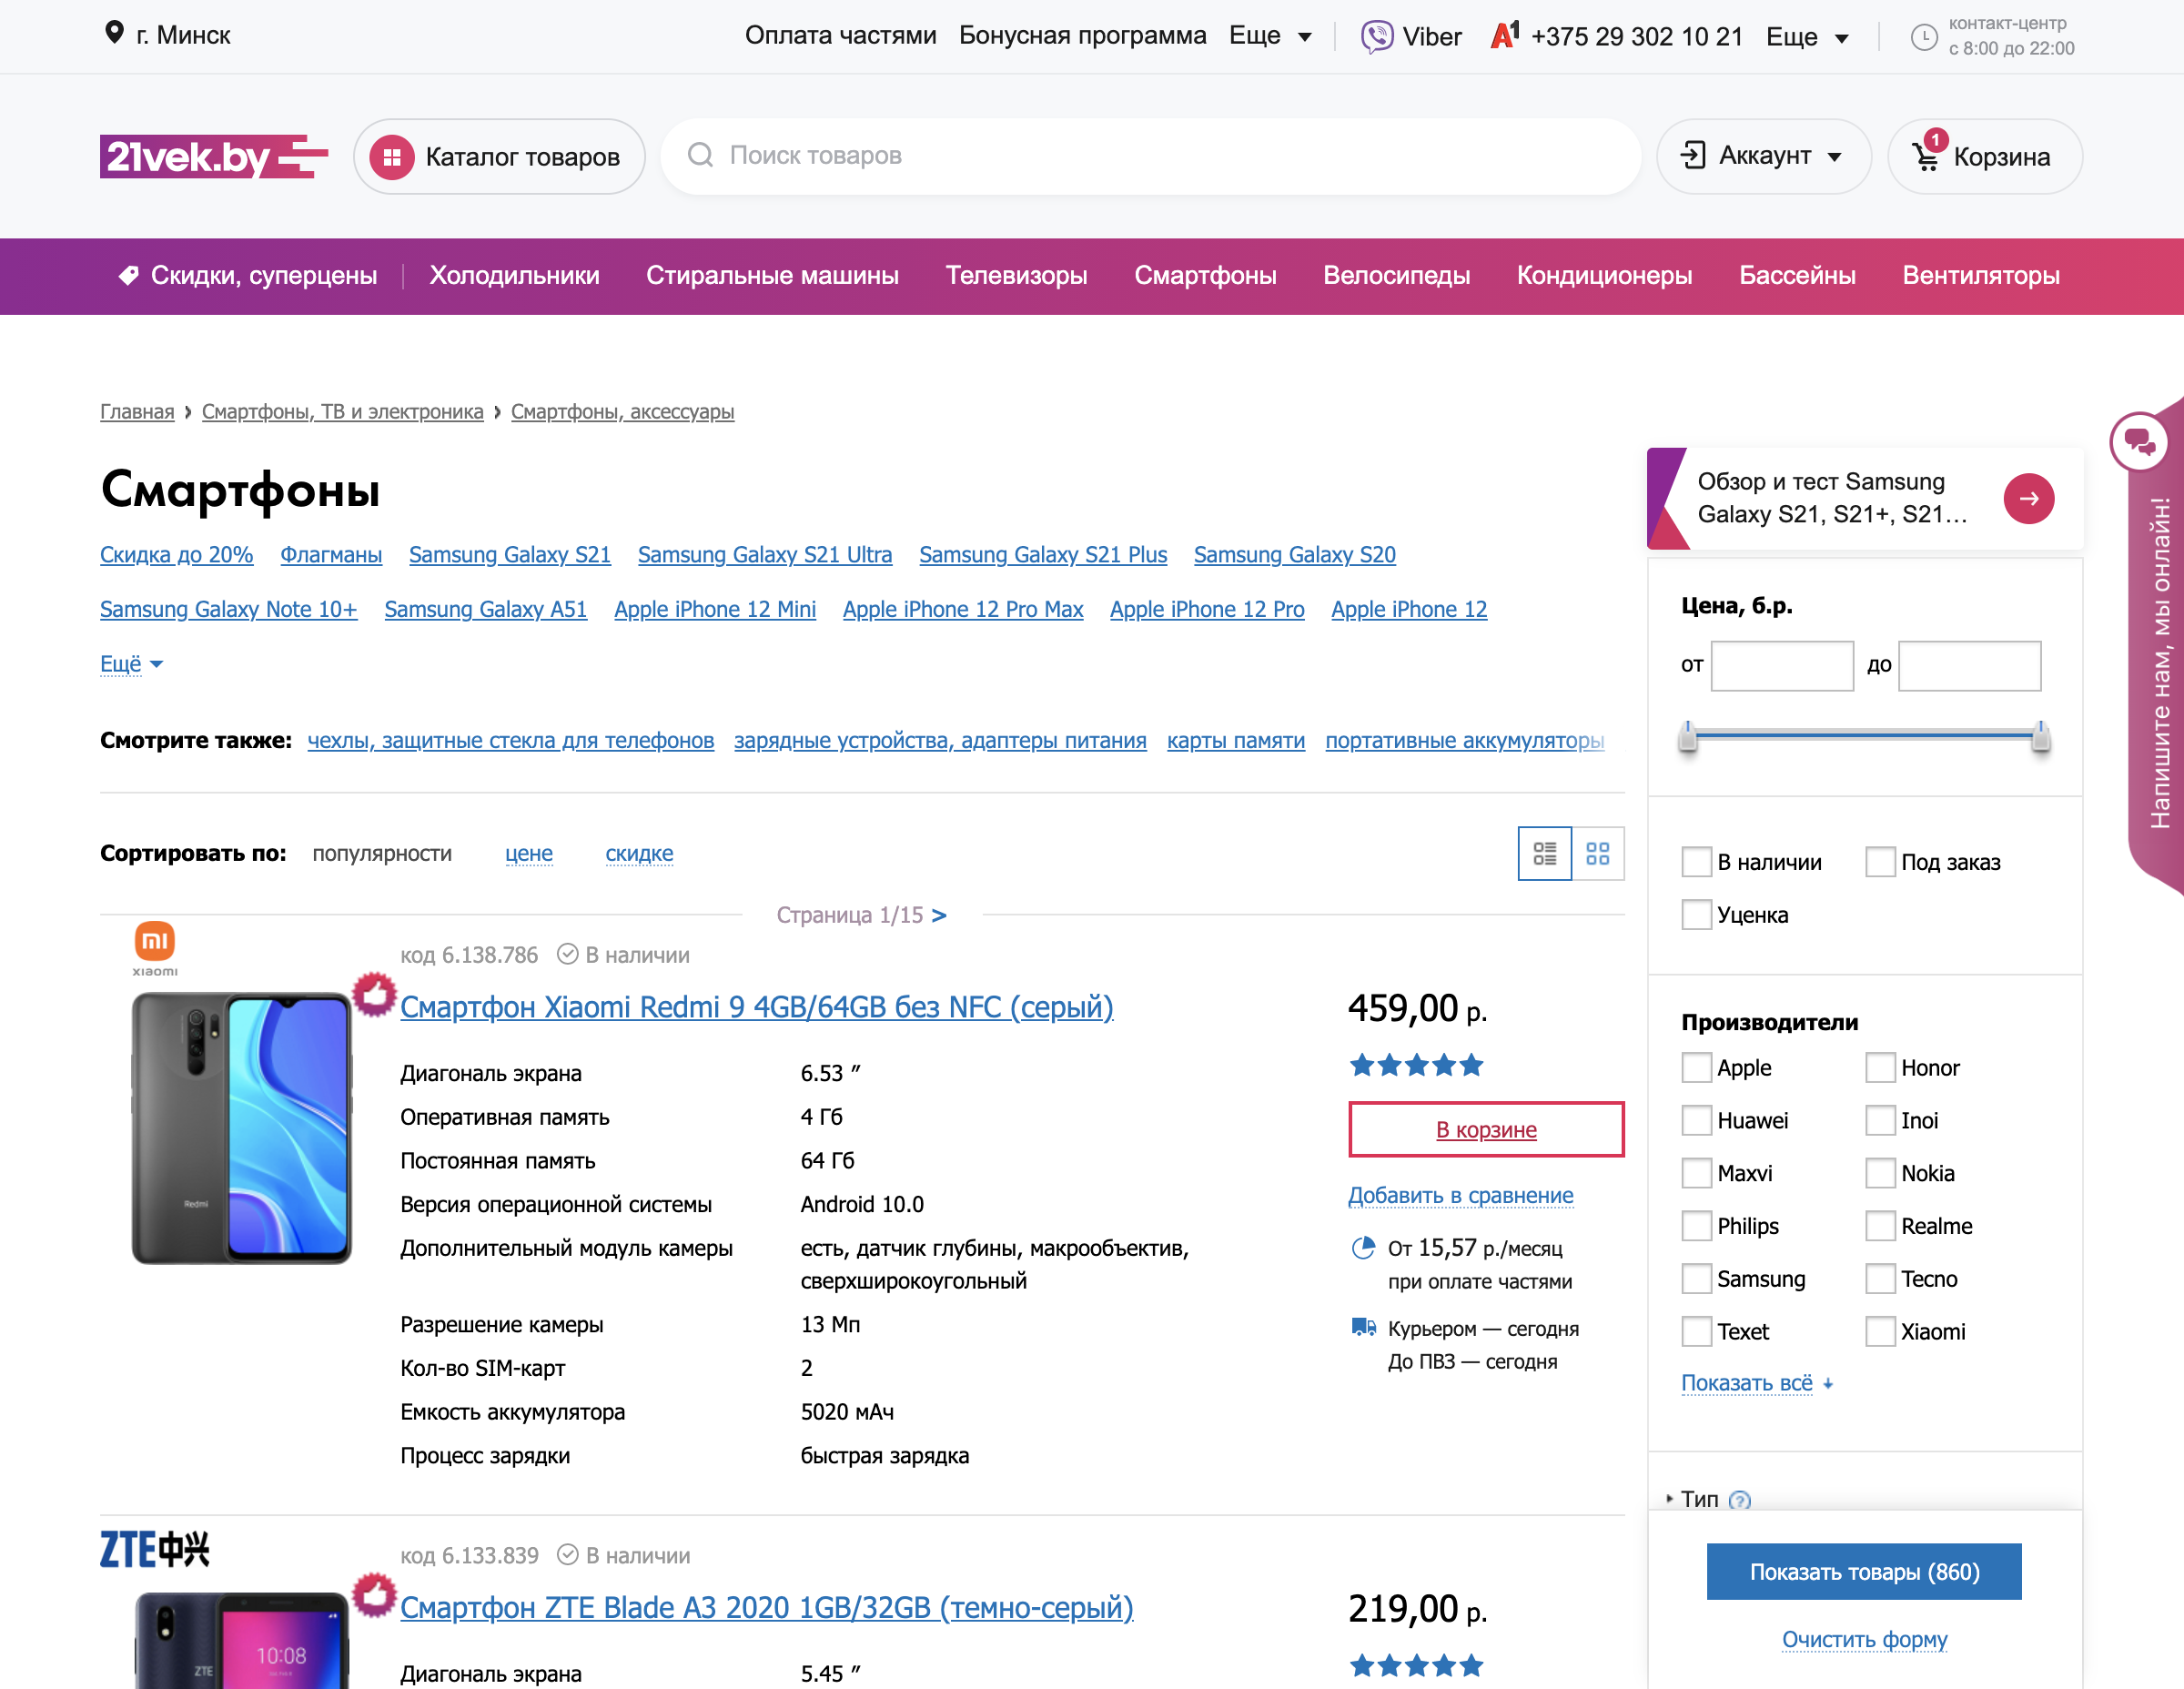 г. Минск
Оплата частями Бонусная программа Еще Viber A1 +375 29 302 10 21 Еще
контакт-центр
с 8:00 до 22:00
21vek.by
Каталог товаров
Поиск товаров
Аккаунт
1
Корзина
Скидки, суперцены Холодильники Стиральные машины Телевизоры Смартфоны Велосипеды Кондиционеры Бассейны Вентиляторы
Главная › Смартфоны, ТВ и электроника › Смартфоны, аксессуары
Смартфоны
Скидка до 20% Флагманы Samsung Galaxy S21 Samsung Galaxy S21 Ultra Samsung Galaxy S21 Plus Samsung Galaxy S20
Samsung Galaxy Note 10+ Samsung Galaxy A51 Apple iPhone 12 Mini Apple iPhone 12 Pro Max Apple iPhone 12 Pro Apple iPhone 12
Ещё
Смотрите также: чехлы, защитные стекла для телефонов зарядные устройства, адаптеры питания карты памяти портативные аккумуляторы
Сортировать по: популярности цене скидке
Страница 1/15 >
mi
xiaomi
код 6.138.786 В наличии
Смартфон Xiaomi Redmi 9 4GB/64GB без NFC (серый)
Redmi
Диагональ экрана 6.53 ″
Оперативная память 4 Гб
Постоянная память 64 Гб
Версия операционной системы Android 10.0
Дополнительный модуль камеры есть, датчик глубины, макрообъектив,
сверхширокоугольный
Разрешение камеры 13 Мп
Кол-во SIM-карт 2
Емкость аккумулятора 5020 мАч
Процесс зарядки быстрая зарядка
459,00 р.
В корзине
Добавить в сравнение
От 15,57 р./месяц
при оплате частями
Курьером — сегодня
До ПВЗ — сегодня
ZTE中兴
код 6.133.839 В наличии
Смартфон ZTE Blade A3 2020 1GB/32GB (темно-серый)
10:08
ZTE
Диагональ экрана 5.45 ″
219,00 р.
Обзор и тест Samsung
Galaxy S21, S21+, S21...
Цена, б.р.
от до
В наличии Под заказ
Уценка
Производители
Apple Honor
Huawei Inoi
Maxvi Nokia
Philips Realme
Samsung Tecno
Texet Xiaomi
Показать всё
Тип ?
Показать товары (860)
Очистить форму
Напишите нам, мы онлайн!